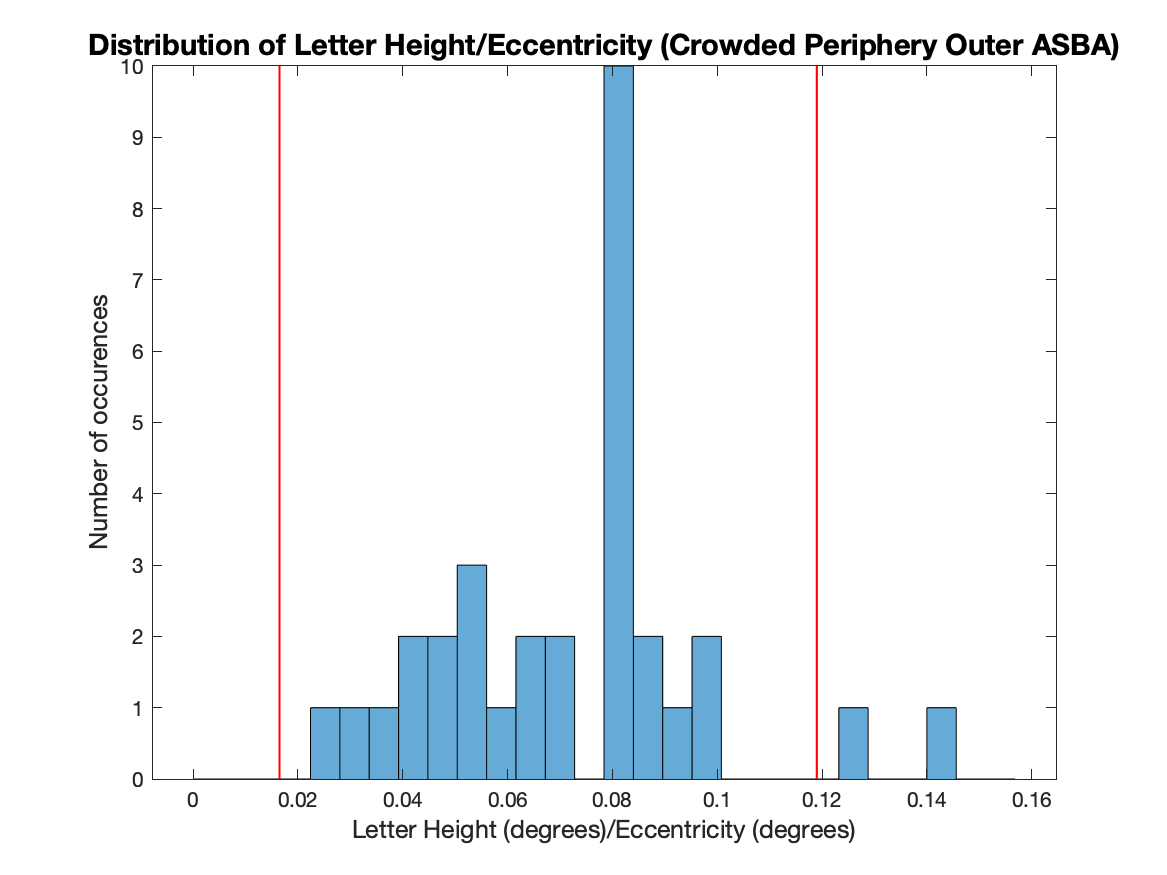 Distribution of Letter Height/Eccentricity (Crowded Periphery Outer ASBA)
10
9
8
7
6
5
4
3
2
1
0
Number of occurences
0 0.02 0.04 0.06 0.08 0.1 0.12 0.14 0.16
Letter Height (degrees)/Eccentricity (degrees)